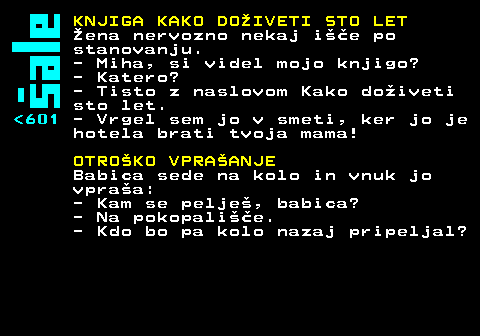 šale
<601
KNJIGA KAKO DOŽIVETI STO LET
Žena nervozno nekaj išče po
stanovanju.
- Miha, si videl mojo knjigo?
- Katero?
- Tisto z naslovom Kako doživeti
sto let.
- Vrgel sem jo v smeti, ker jo je
hotela brati tvoja mama!
OTROŠKO VPRAŠANJE
Babica sede na kolo in vnuk jo
vpraša:
- Kam se pelješ, babica?
- Na pokopališče.
- Kdo bo pa kolo nazaj pripeljal?